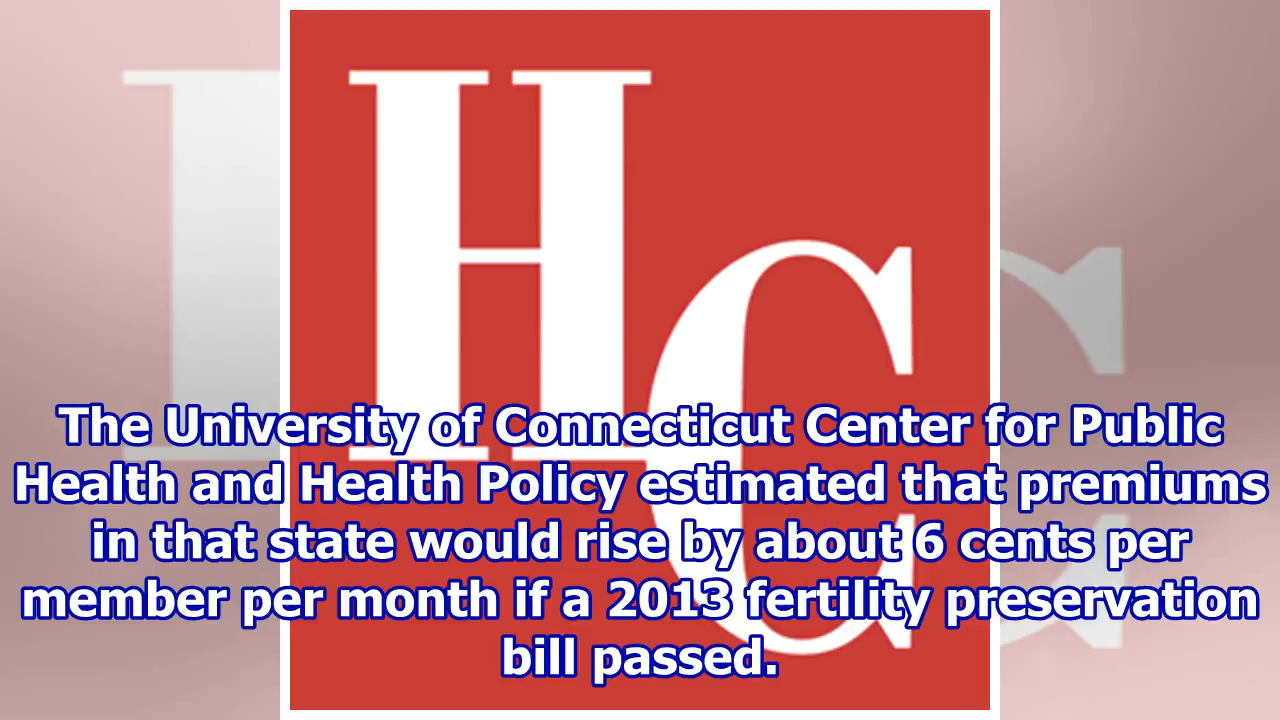 HC
The University of Connecticut Center for Public
Health and Health Policy estimated that premiums
in that state would rise by about 6 cents per
member per month if a 2013 fertility preservation
bill passed.